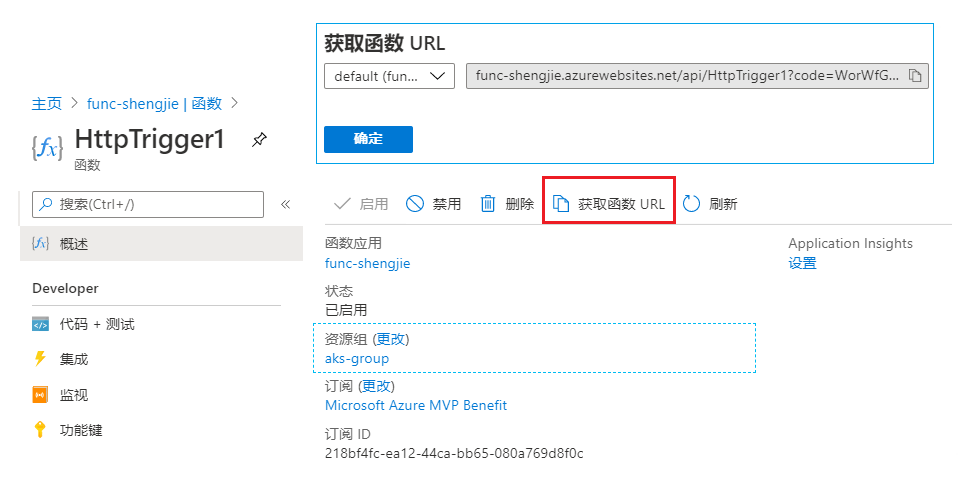 获取函数 URL
default (fun...
func-shengjie.azurewebsites.net/api/HttpTrigger1?code=WorWfG...
确定
主页 > func-shengjie | 函数 >
{fx} HttpTrigger1
函数
搜索(Ctrl+/)
«
启用 禁用 删除 获取函数 URL 刷新
{fx} 概述
Developer
</> 代码 + 测试
集成
监视
功能键
函数应用
func-shengjie
Application Insights
设置
状态
已启用
资源组 (更改)
aks-group
订阅 (更改)
Microsoft Azure MVP Benefit
订阅 ID
218bf4fc-ea12-44ca-bb65-080a769d8f0c